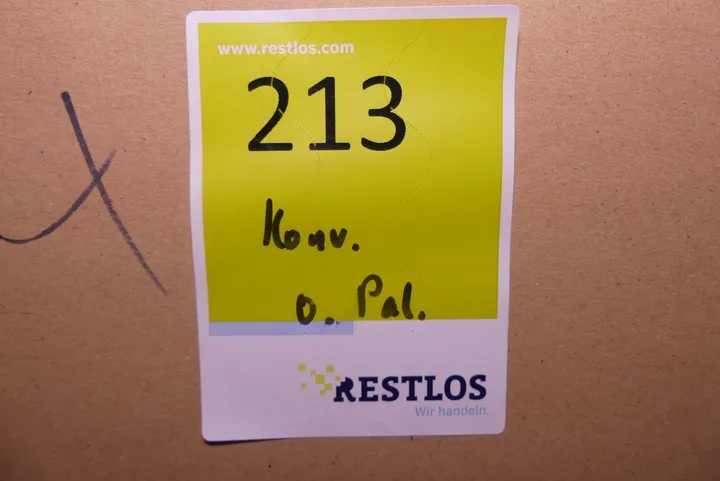 www.restlos.com
213
Konv.
o. Pal.
RESTLOS
Wir handeln.